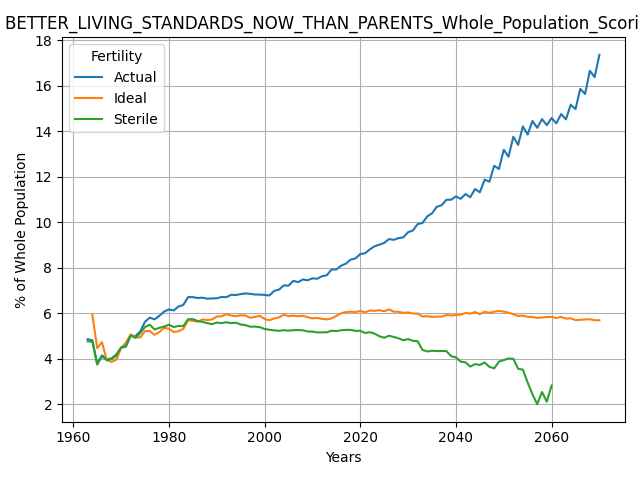 BETTER_LIVING_STANDARDS_NOW_THAN_PARENTS_Whole_Population_Scori
18
16
14
12
10
8
6
4
2
% of Whole Population
Fertility
Actual
Ideal
Sterile
1960 1980 2000 2020 2040 2060
Years